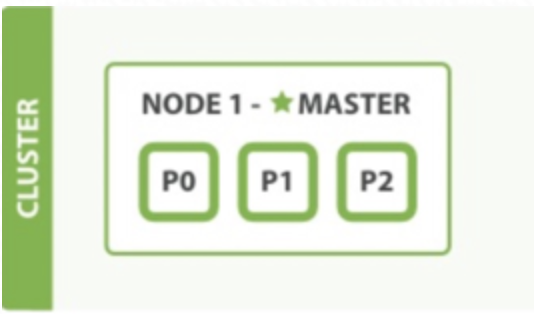 CLUSTER
NODE 1 - ★ MASTER
P0 P1 P2